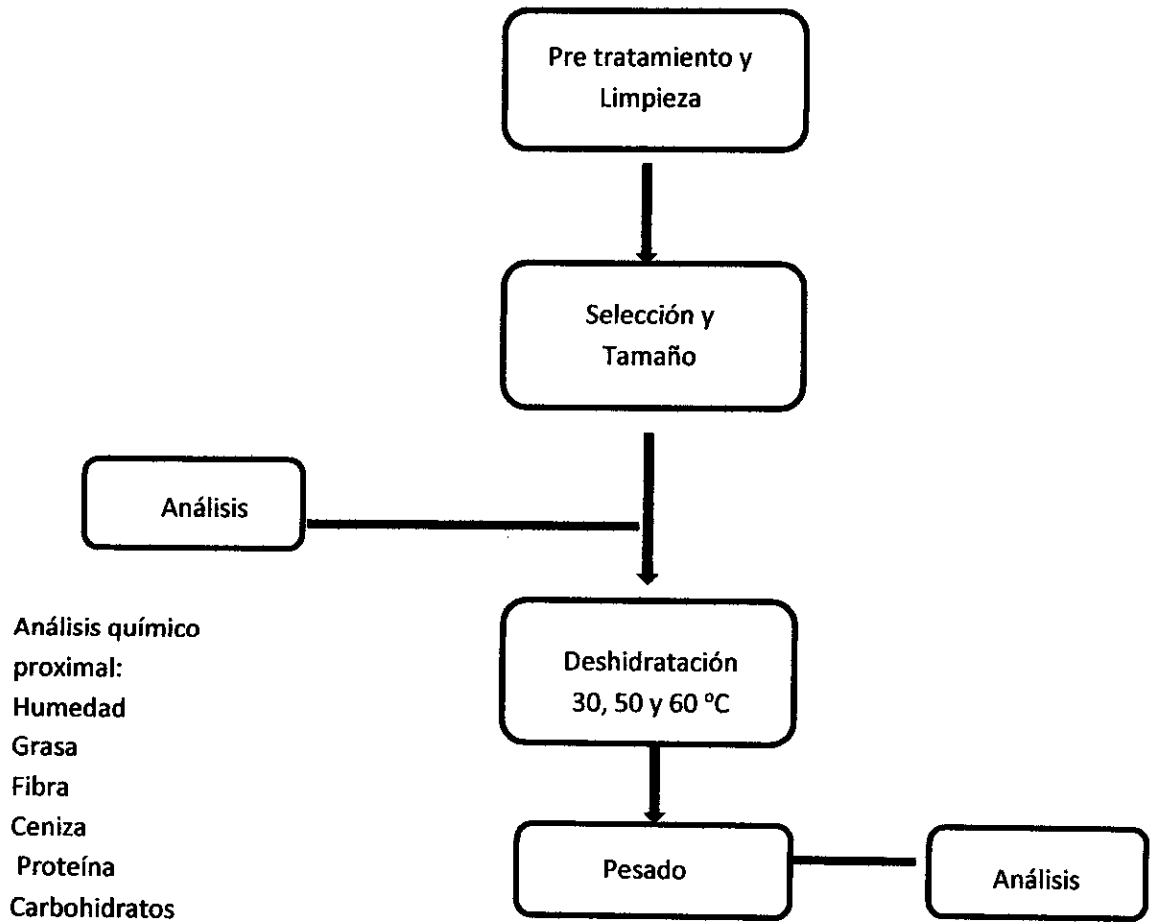 Pre tratamiento y
Limpieza
Selección y
Tamaño
Análisis
Análisis químico
proximal:
Humedad
Grasa
Fibra
Ceniza
Proteína
Carbohidratos
Deshidratación
30, 50 y 60 ºC
Pesado
Análisis